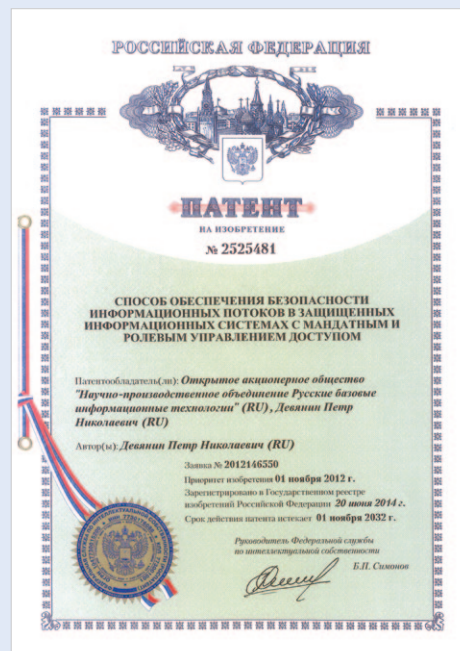 РОССИЙСКАЯ ФЕДЕРАЦИЯ
ПАТЕНТ
НА ИЗОБРЕТЕНИЕ
№ 2525481
СПОСОБ ОБЕСПЕЧЕНИЯ БЕЗОПАСНОСТИ
ИНФОРМАЦИОННЫХ ПОТОКОВ В ЗАЩИЩЕННЫХ
ИНФОРМАЦИОННЫХ СИСТЕМАХ С МАНДАТНЫМ И
РОЛЕВЫМ УПРАВЛЕНИЕМ ДОСТУПОМ
Патентообладатель(ли): Открытое акционерное общество
"Научно-производственное объединение Русские базовые
информационные технологии" (RU), Девянин Петр
Николаевич (RU)
Автор(ы): Девянин Петр Николаевич (RU)
Заявка № 2012146550
Приоритет изобретения 01 ноября 2012 г.
Зарегистрировано в Государственном реестре
изобретений Российской Федерации 20 июня 2014 г.
Срок действия патента истекает 01 ноября 2032 г.
Руководитель Федеральной службы
по интеллектуальной собственности
Б.П. Симонов